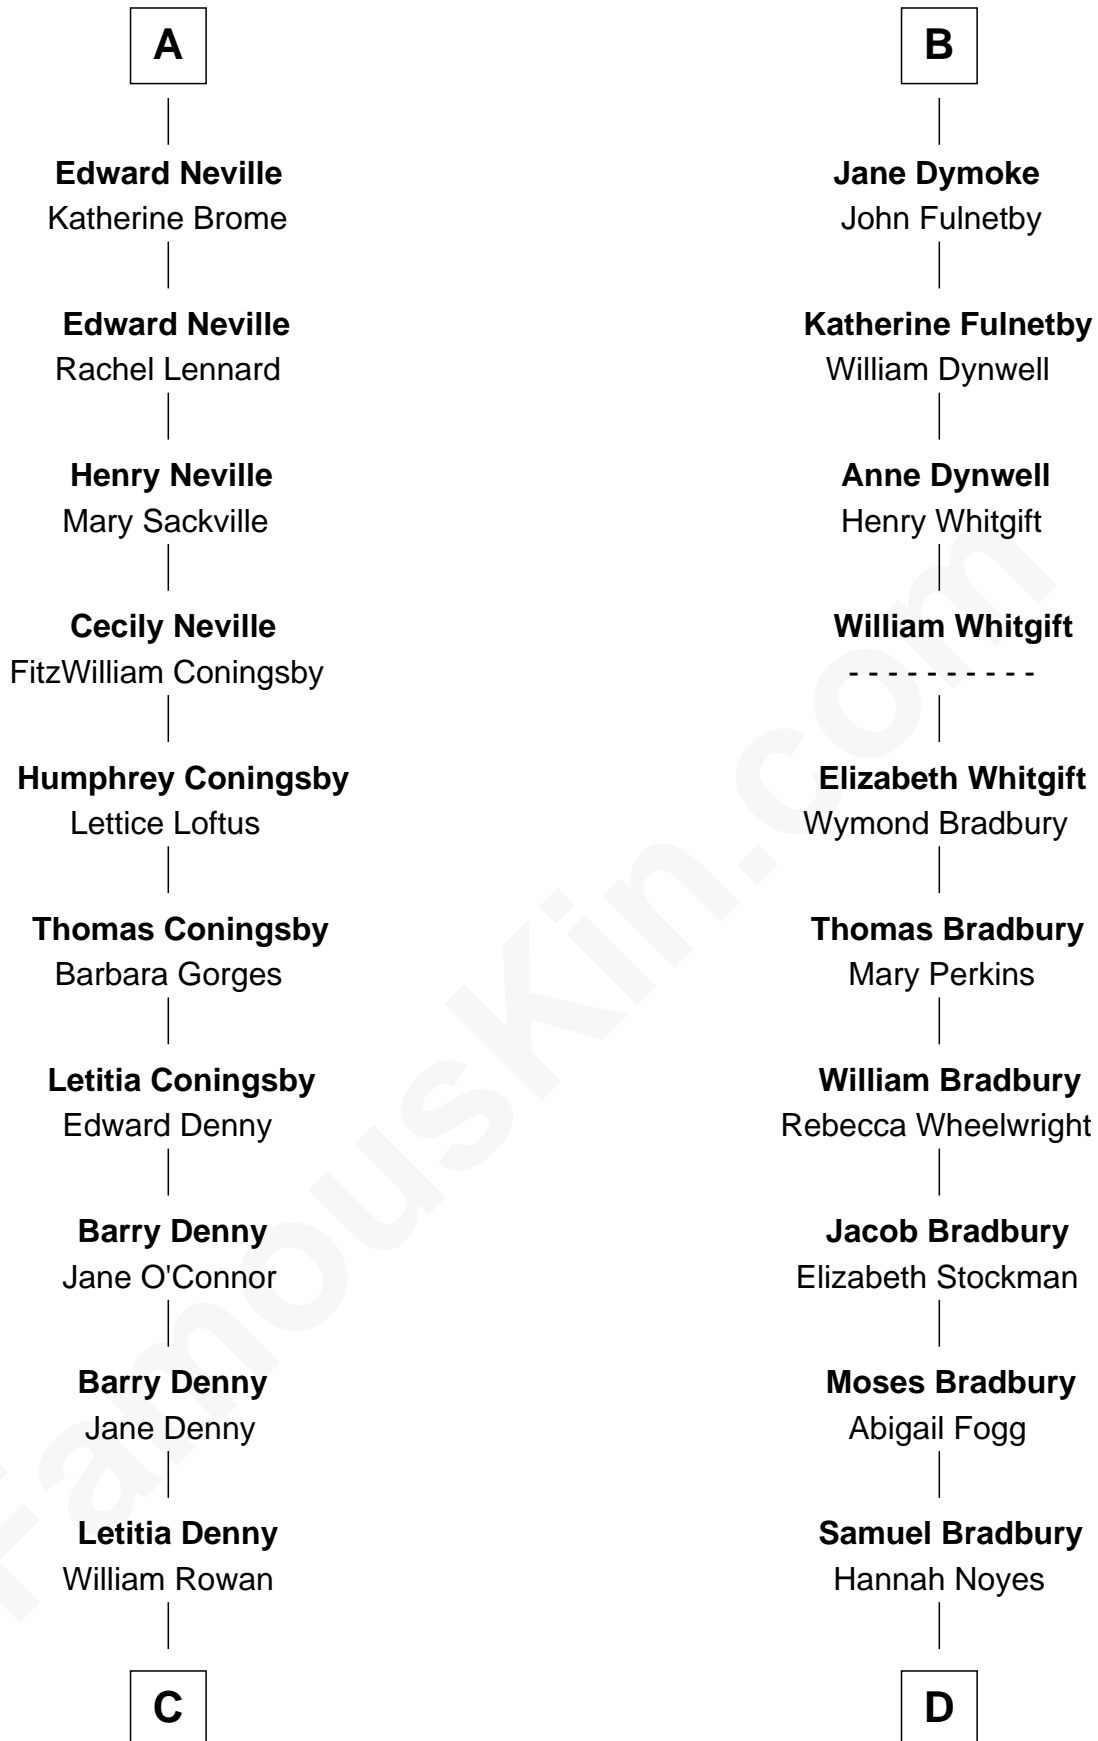 A
Edward Neville
Katherine Brome
Edward Neville
Rachel Lennard
Henry Neville
Mary Sackville
Cecily Neville
FitzWilliam Coningsby
Humphrey Coningsby
Lettice Loftus
Thomas Coningsby
Barbara Gorges
Letitia Coningsby
Edward Denny
Barry Denny
Jane O'Connor
Barry Denny
Jane Denny
Letitia Denny
William Rowan
C
B
Jane Dymoke
John Fulnetby
Katherine Fulnetby
William Dynwell
Anne Dynwell
Henry Whitgift
William Whitgift
- - - - - - - - - -
Elizabeth Whitgift
Wymond Bradbury
Thomas Bradbury
Mary Perkins
William Bradbury
Rebecca Wheelwright
Jacob Bradbury
Elizabeth Stockman
Moses Bradbury
Abigail Fogg
Samuel Bradbury
Hannah Noyes
D
FamousKin.com